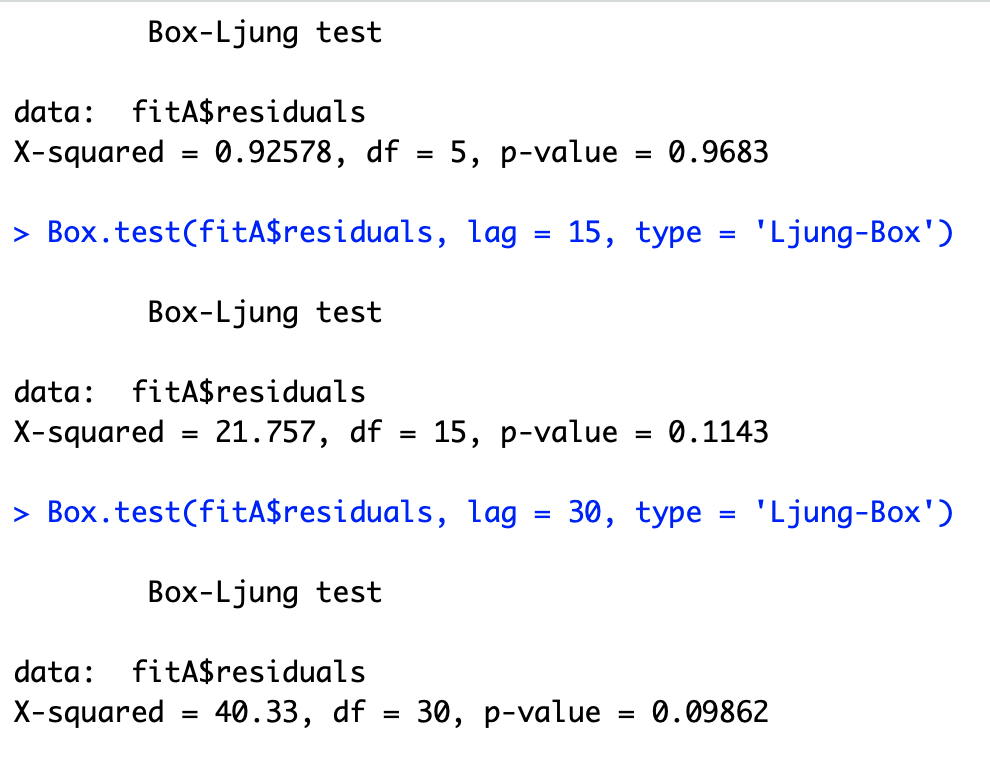 Box-Ljung test
data:  fitA$residuals
X-squared = 0.92578, df = 5, p-value = 0.9683
> Box.test(fitA$residuals, lag = 15, type = 'Ljung-Box')
Box-Ljung test
data:  fitA$residuals
X-squared = 21.757, df = 15, p-value = 0.1143
> Box.test(fitA$residuals, lag = 30, type = 'Ljung-Box')
Box-Ljung test
data:  fitA$residuals
X-squared = 40.33, df = 30, p-value = 0.09862